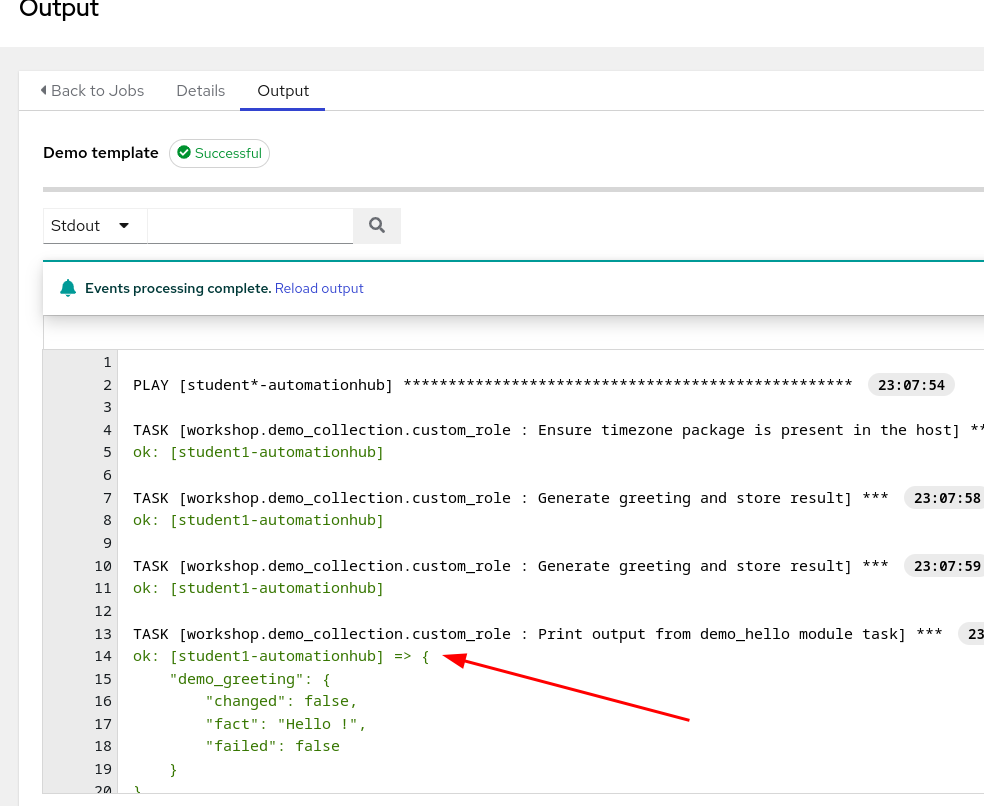 Output
Back to Jobs Details Output
Demo template Successful
Stdout
Events processing complete. Reload output
1
2 PLAY [student*-automationhub] ************************************************** 23:07:54
3
4 TASK [workshop.demo_collection.custom_role : Ensure timezone package is present in the host] **
5 ok: [student1-automationhub]
6
7 TASK [workshop.demo_collection.custom_role : Generate greeting and store result] *** 23:07:58
8 ok: [student1-automationhub]
9
10 TASK [workshop.demo_collection.custom_role : Generate greeting and store result] *** 23:07:59
11 ok: [student1-automationhub]
12
13 TASK [workshop.demo_collection.custom_role : Print output from demo_hello module task] *** 23
14 ok: [student1-automationhub] => {
15 "demo_greeting": {
16 "changed": false,
17 "fact": "Hello !",
18 "failed": false
19 }
20 }